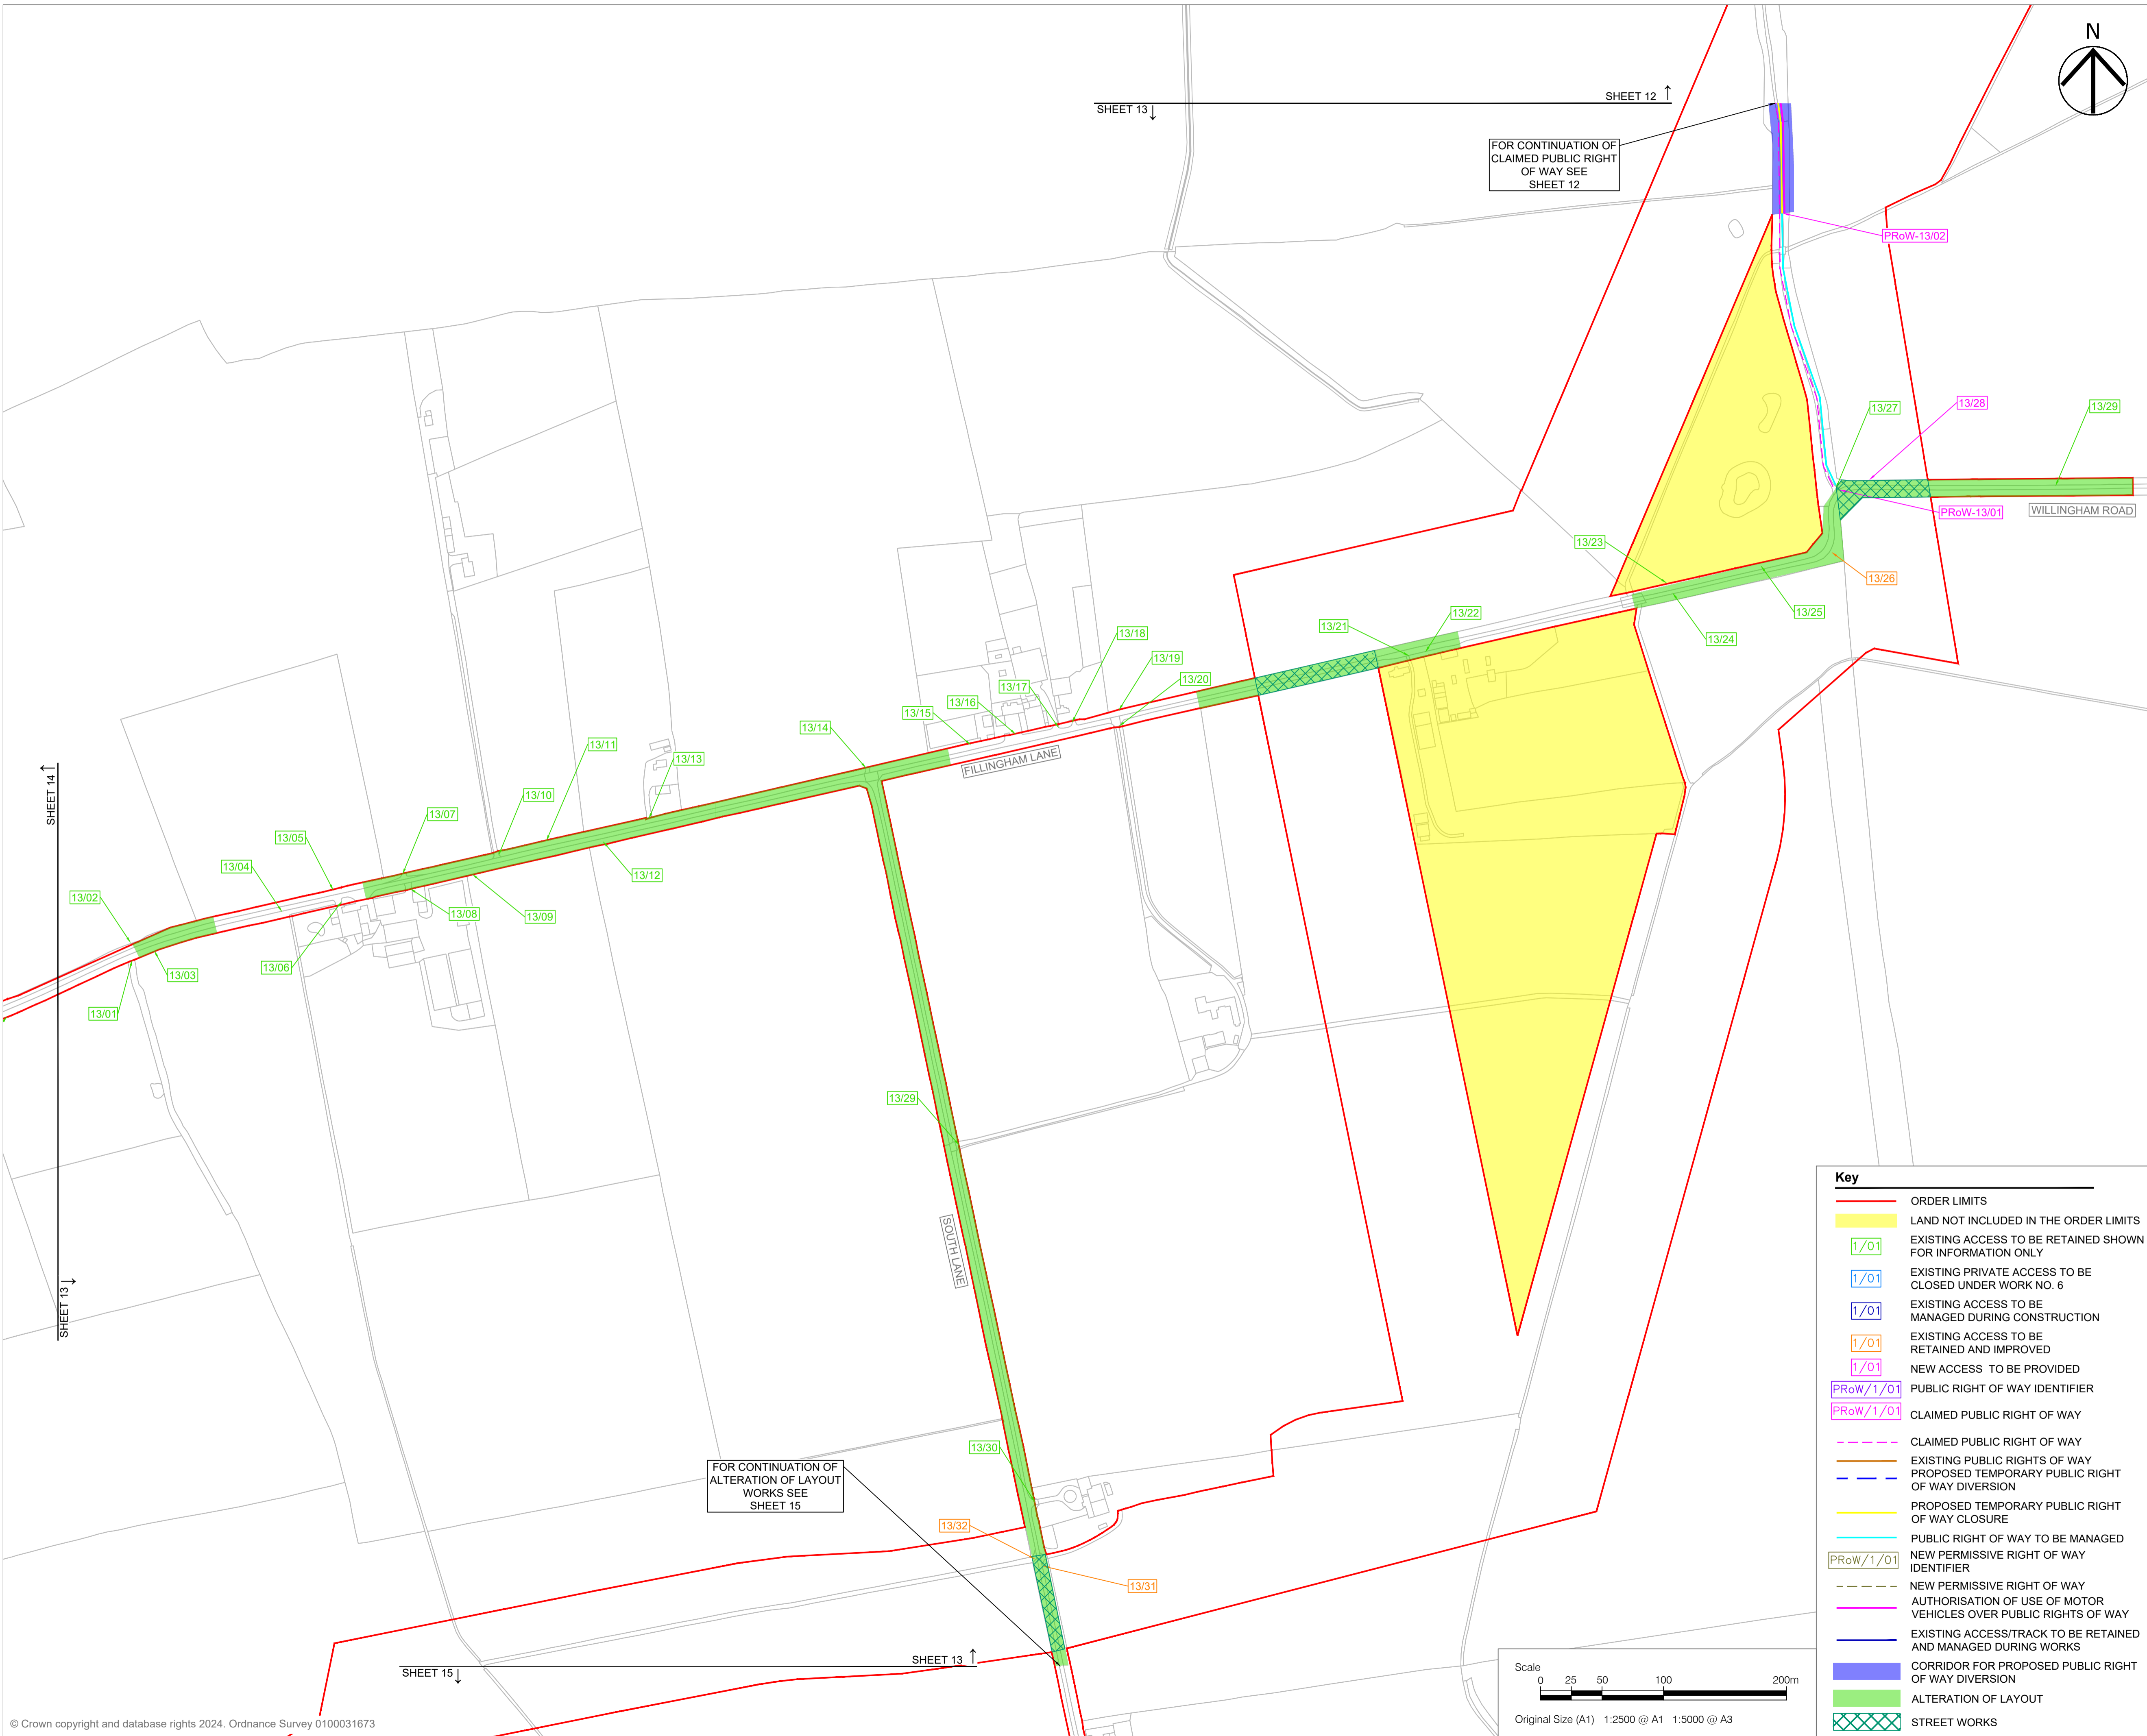 N
SHEET 12 ↑
SHEET 13 ↓
FOR CONTINUATION OF
CLAIMED PUBLIC RIGHT
OF WAY SEE
SHEET 12
PRoW-13/02
13/27
13/28
13/29
PRoW-13/01
WILLINGHAM ROAD
13/23
13/26
13/25
13/24
13/22
13/21
13/18
13/19
13/20
13/17
13/16
13/15
FILLINGHAM LANE
13/14
13/11
13/13
13/10
13/07
13/05
13/04
13/12
13/02
13/08
13/09
13/06
13/03
13/01
SHEET 14 ↑
SHEET 13 ↓
13/29
SOUTH LANE
13/30
FOR CONTINUATION OF
ALTERATION OF LAYOUT
WORKS SEE
SHEET 15
13/32
13/31
SHEET 13 ↑
SHEET 15 ↓
Key
ORDER LIMITS
LAND NOT INCLUDED IN THE ORDER LIMITS
1/01 EXISTING ACCESS TO BE RETAINED SHOWN
FOR INFORMATION ONLY
1/01 EXISTING PRIVATE ACCESS TO BE
CLOSED UNDER WORK NO. 6
1/01 EXISTING ACCESS TO BE
MANAGED DURING CONSTRUCTION
1/01 EXISTING ACCESS TO BE
RETAINED AND IMPROVED
1/01 NEW ACCESS TO BE PROVIDED
PRoW/1/01 PUBLIC RIGHT OF WAY IDENTIFIER
PRoW/1/01 CLAIMED PUBLIC RIGHT OF WAY
CLAIMED PUBLIC RIGHT OF WAY
EXISTING PUBLIC RIGHTS OF WAY
PROPOSED TEMPORARY PUBLIC RIGHT
OF WAY DIVERSION
PROPOSED TEMPORARY PUBLIC RIGHT
OF WAY CLOSURE
PUBLIC RIGHT OF WAY TO BE MANAGED
PRoW/1/01 NEW PERMISSIVE RIGHT OF WAY
IDENTIFIER
NEW PERMISSIVE RIGHT OF WAY
AUTHORISATION OF USE OF MOTOR
VEHICLES OVER PUBLIC RIGHTS OF WAY
EXISTING ACCESS/TRACK TO BE RETAINED
AND MANAGED DURING WORKS
CORRIDOR FOR PROPOSED PUBLIC RIGHT
OF WAY DIVERSION
ALTERATION OF LAYOUT
STREET WORKS
Scale
0 25 50 100 200m
Original Size (A1) 1:2500 @ A1 1:5000 @ A3
© Crown copyright and database rights 2024. Ordnance Survey 0100031673